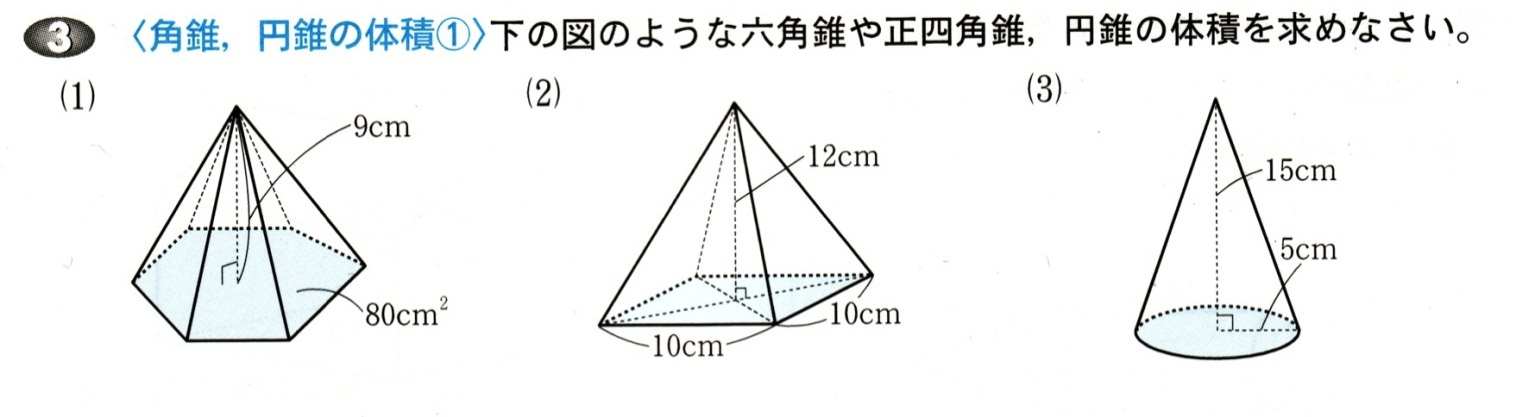 3 〈角錐，円錐の体積①〉下の図のような六角錐や正四角錐，円錐の体積を求めなさい。
(1)
9cm
80cm²
(2)
12cm
10cm
10cm
(3)
15cm
5cm